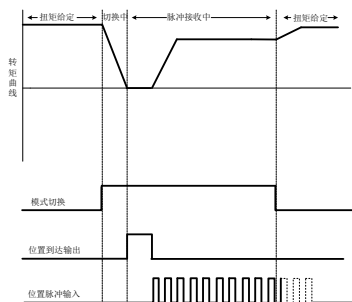 扭矩给定
切换中
脉冲接收中
扭矩给定
转矩曲线
模式切换
位置到达输出
位置脉冲输入